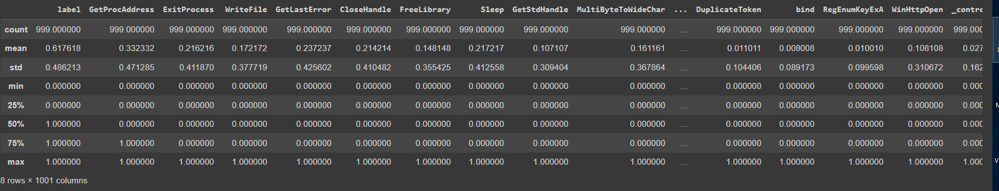 label GetProcAddress ExitProcess WriteFile GetLastError CloseHandle FreeLibrary Sleep GetStdHandle MultiByteToWideChar ... DuplicateToken bind RegEnumKeyExA WinHttpOpen _contro
count 999.000000 999.000000 999.000000 999.000000 999.000000 999.000000 999.000000 999.000000 999.000000 999.000000 ... 999.000000 999.000000 999.000000 999.000000 999.000
mean 0.617618 0.332332 0.216216 0.172172 0.237237 0.214214 0.148148 0.217217 0.107107 0.161161 ... 0.011011 0.008008 0.010010 0.108108 0.027
std 0.486213 0.471285 0.411870 0.377719 0.425602 0.410482 0.355425 0.412558 0.309404 0.367864 ... 0.104406 0.089173 0.099598 0.310672 0.162
min 0.000000 0.000000 0.000000 0.000000 0.000000 0.000000 0.000000 0.000000 0.000000 0.000000 ... 0.000000 0.000000 0.000000 0.000000 0.000
25% 0.000000 0.000000 0.000000 0.000000 0.000000 0.000000 0.000000 0.000000 0.000000 0.000000 ... 0.000000 0.000000 0.000000 0.000000 0.000
50% 1.000000 0.000000 0.000000 0.000000 0.000000 0.000000 0.000000 0.000000 0.000000 0.000000 ... 0.000000 0.000000 0.000000 0.000000 0.000
75% 1.000000 1.000000 0.000000 0.000000 0.000000 0.000000 0.000000 0.000000 0.000000 0.000000 ... 0.000000 0.000000 0.000000 0.000000 0.000
max 1.000000 1.000000 1.000000 1.000000 1.000000 1.000000 1.000000 1.000000 1.000000 1.000000 ... 1.000000 1.000000 1.000000 1.000000 1.000
8 rows × 1001 columns